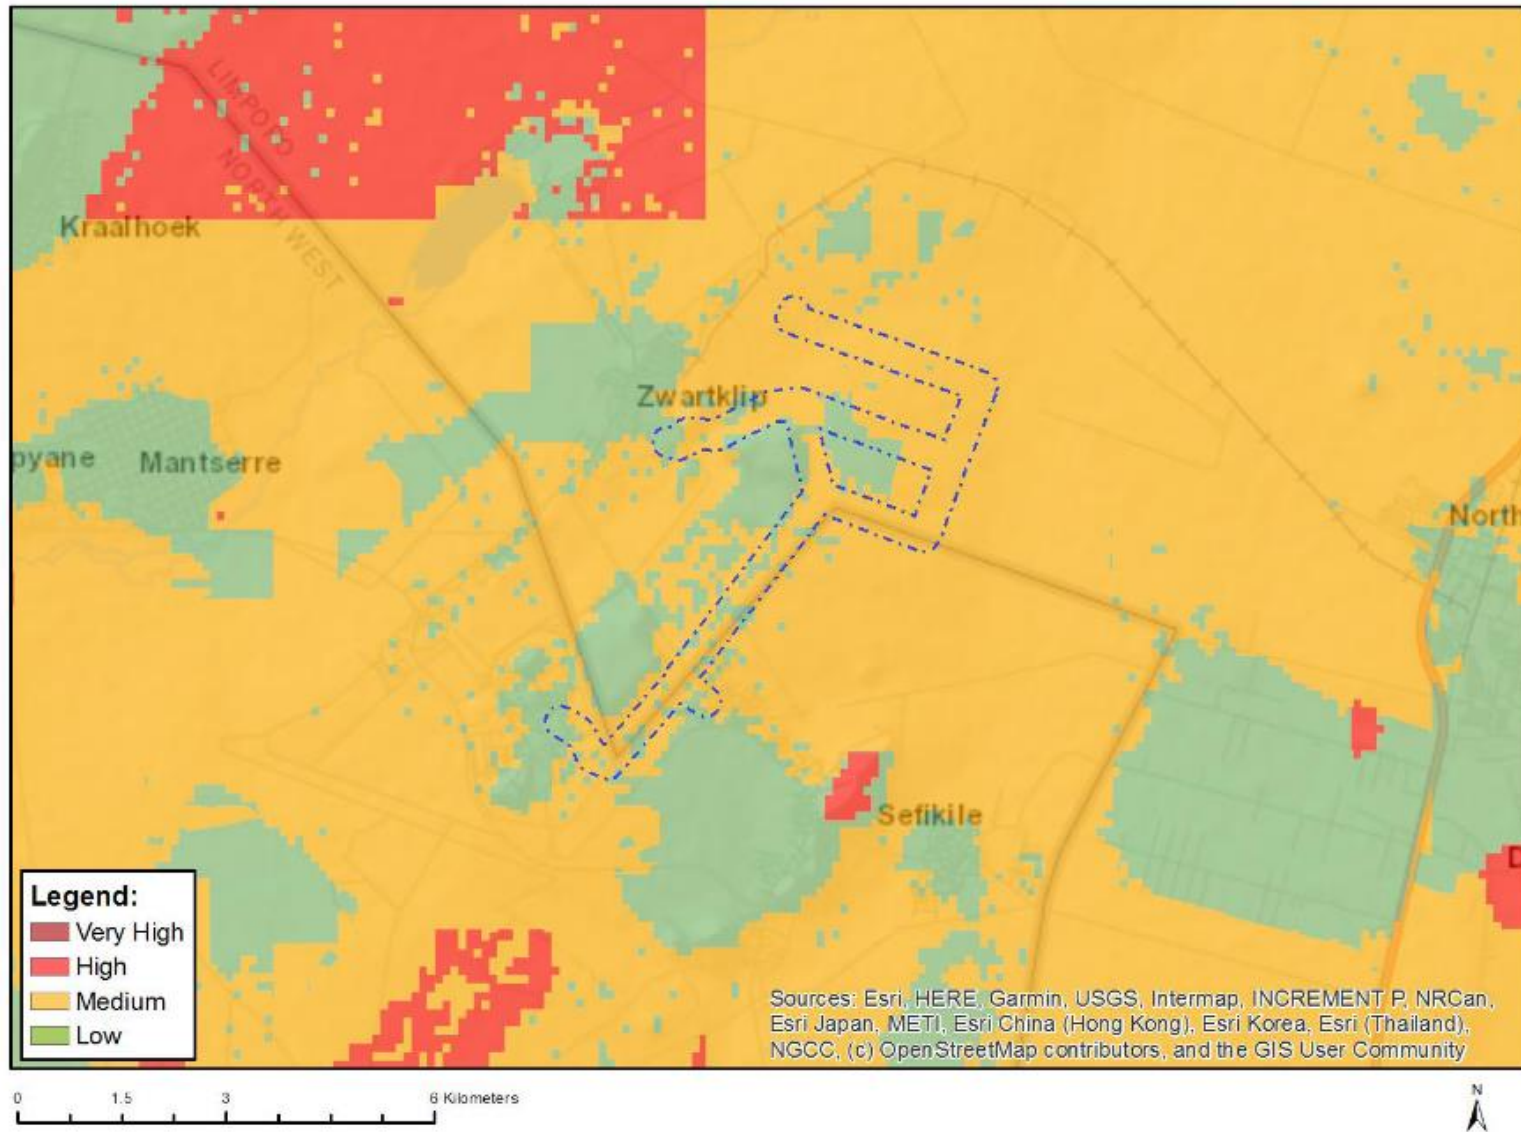 LIMPOPO
NORTH WEST
Kraalhoek
Zwartklip
pyane
Mantserre
North
Sefikile
D
Legend:
Very High
High
Medium
Low
Sources: Esri, HERE, Garmin, USGS, Intermap, INCREMENT P, NRCan,
Esri Japan, METI, Esri China (Hong Kong), Esri Korea, Esri (Thailand),
NGCC, (c) OpenStreetMap contributors, and the GIS User Community
0 1.5 3 6 Kilometers
N